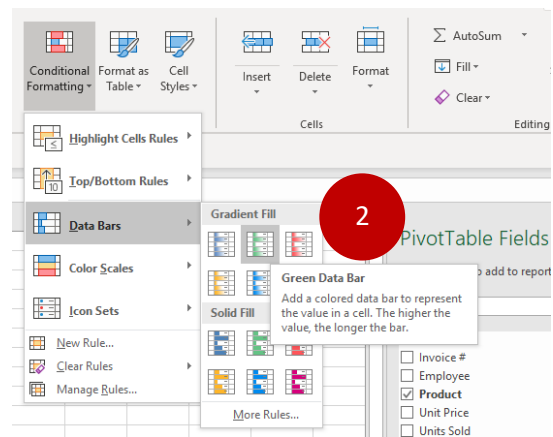 Conditional
Formatting
Format as
Table
Cell
Styles
Insert
Delete
Format
Cells
AutoSum
Fill
Clear
Editing
Highlight Cells Rules
Top/Bottom Rules
10
Data Bars
Color Scales
Icon Sets
New Rule...
Clear Rules
Manage Rules...
Gradient Fill
Solid Fill
More Rules...
2
Green Data Bar
Add a colored data bar to represent
the value in a cell. The higher the
value, the longer the bar.
PivotTable Fields
add to report
Invoice #
Employee
Product
Unit Price
Units Sold